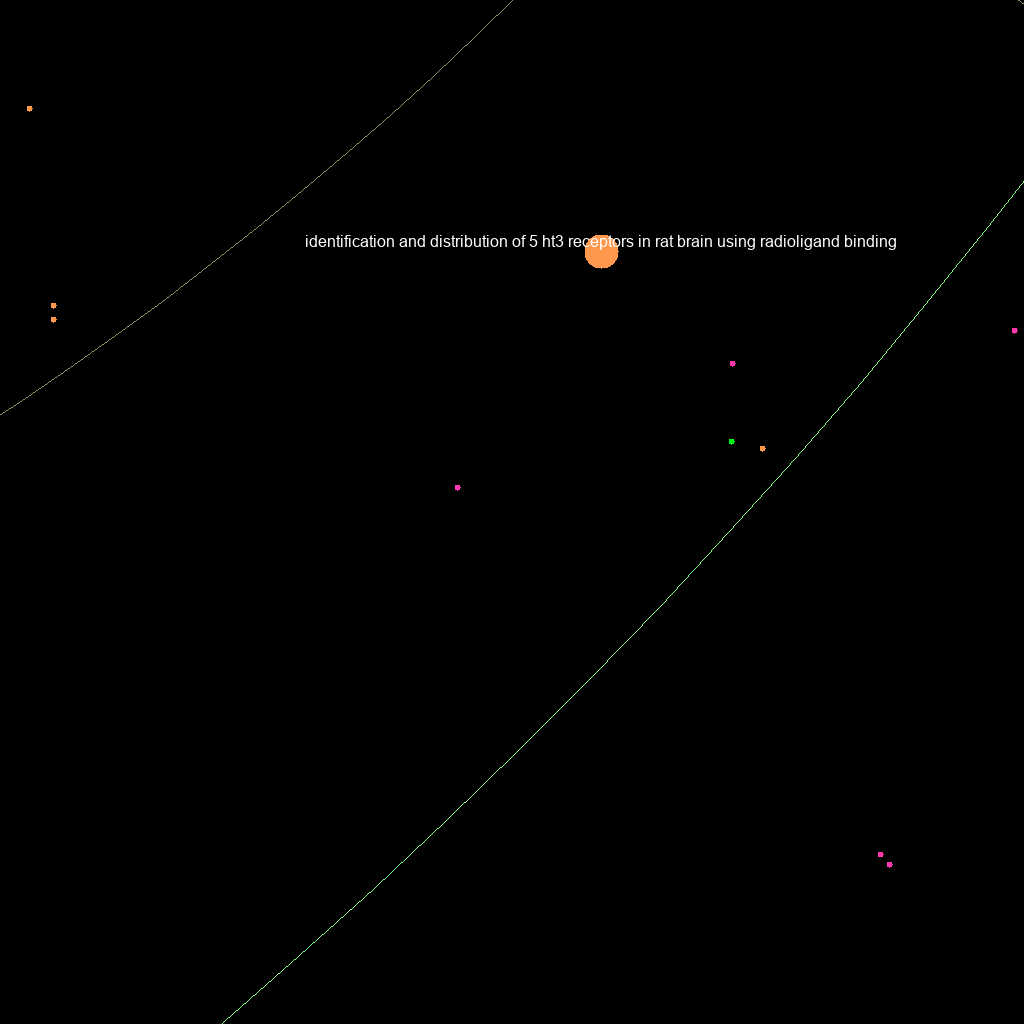 identification and distribution of 5 ht3 receptors in rat brain using radioligand binding